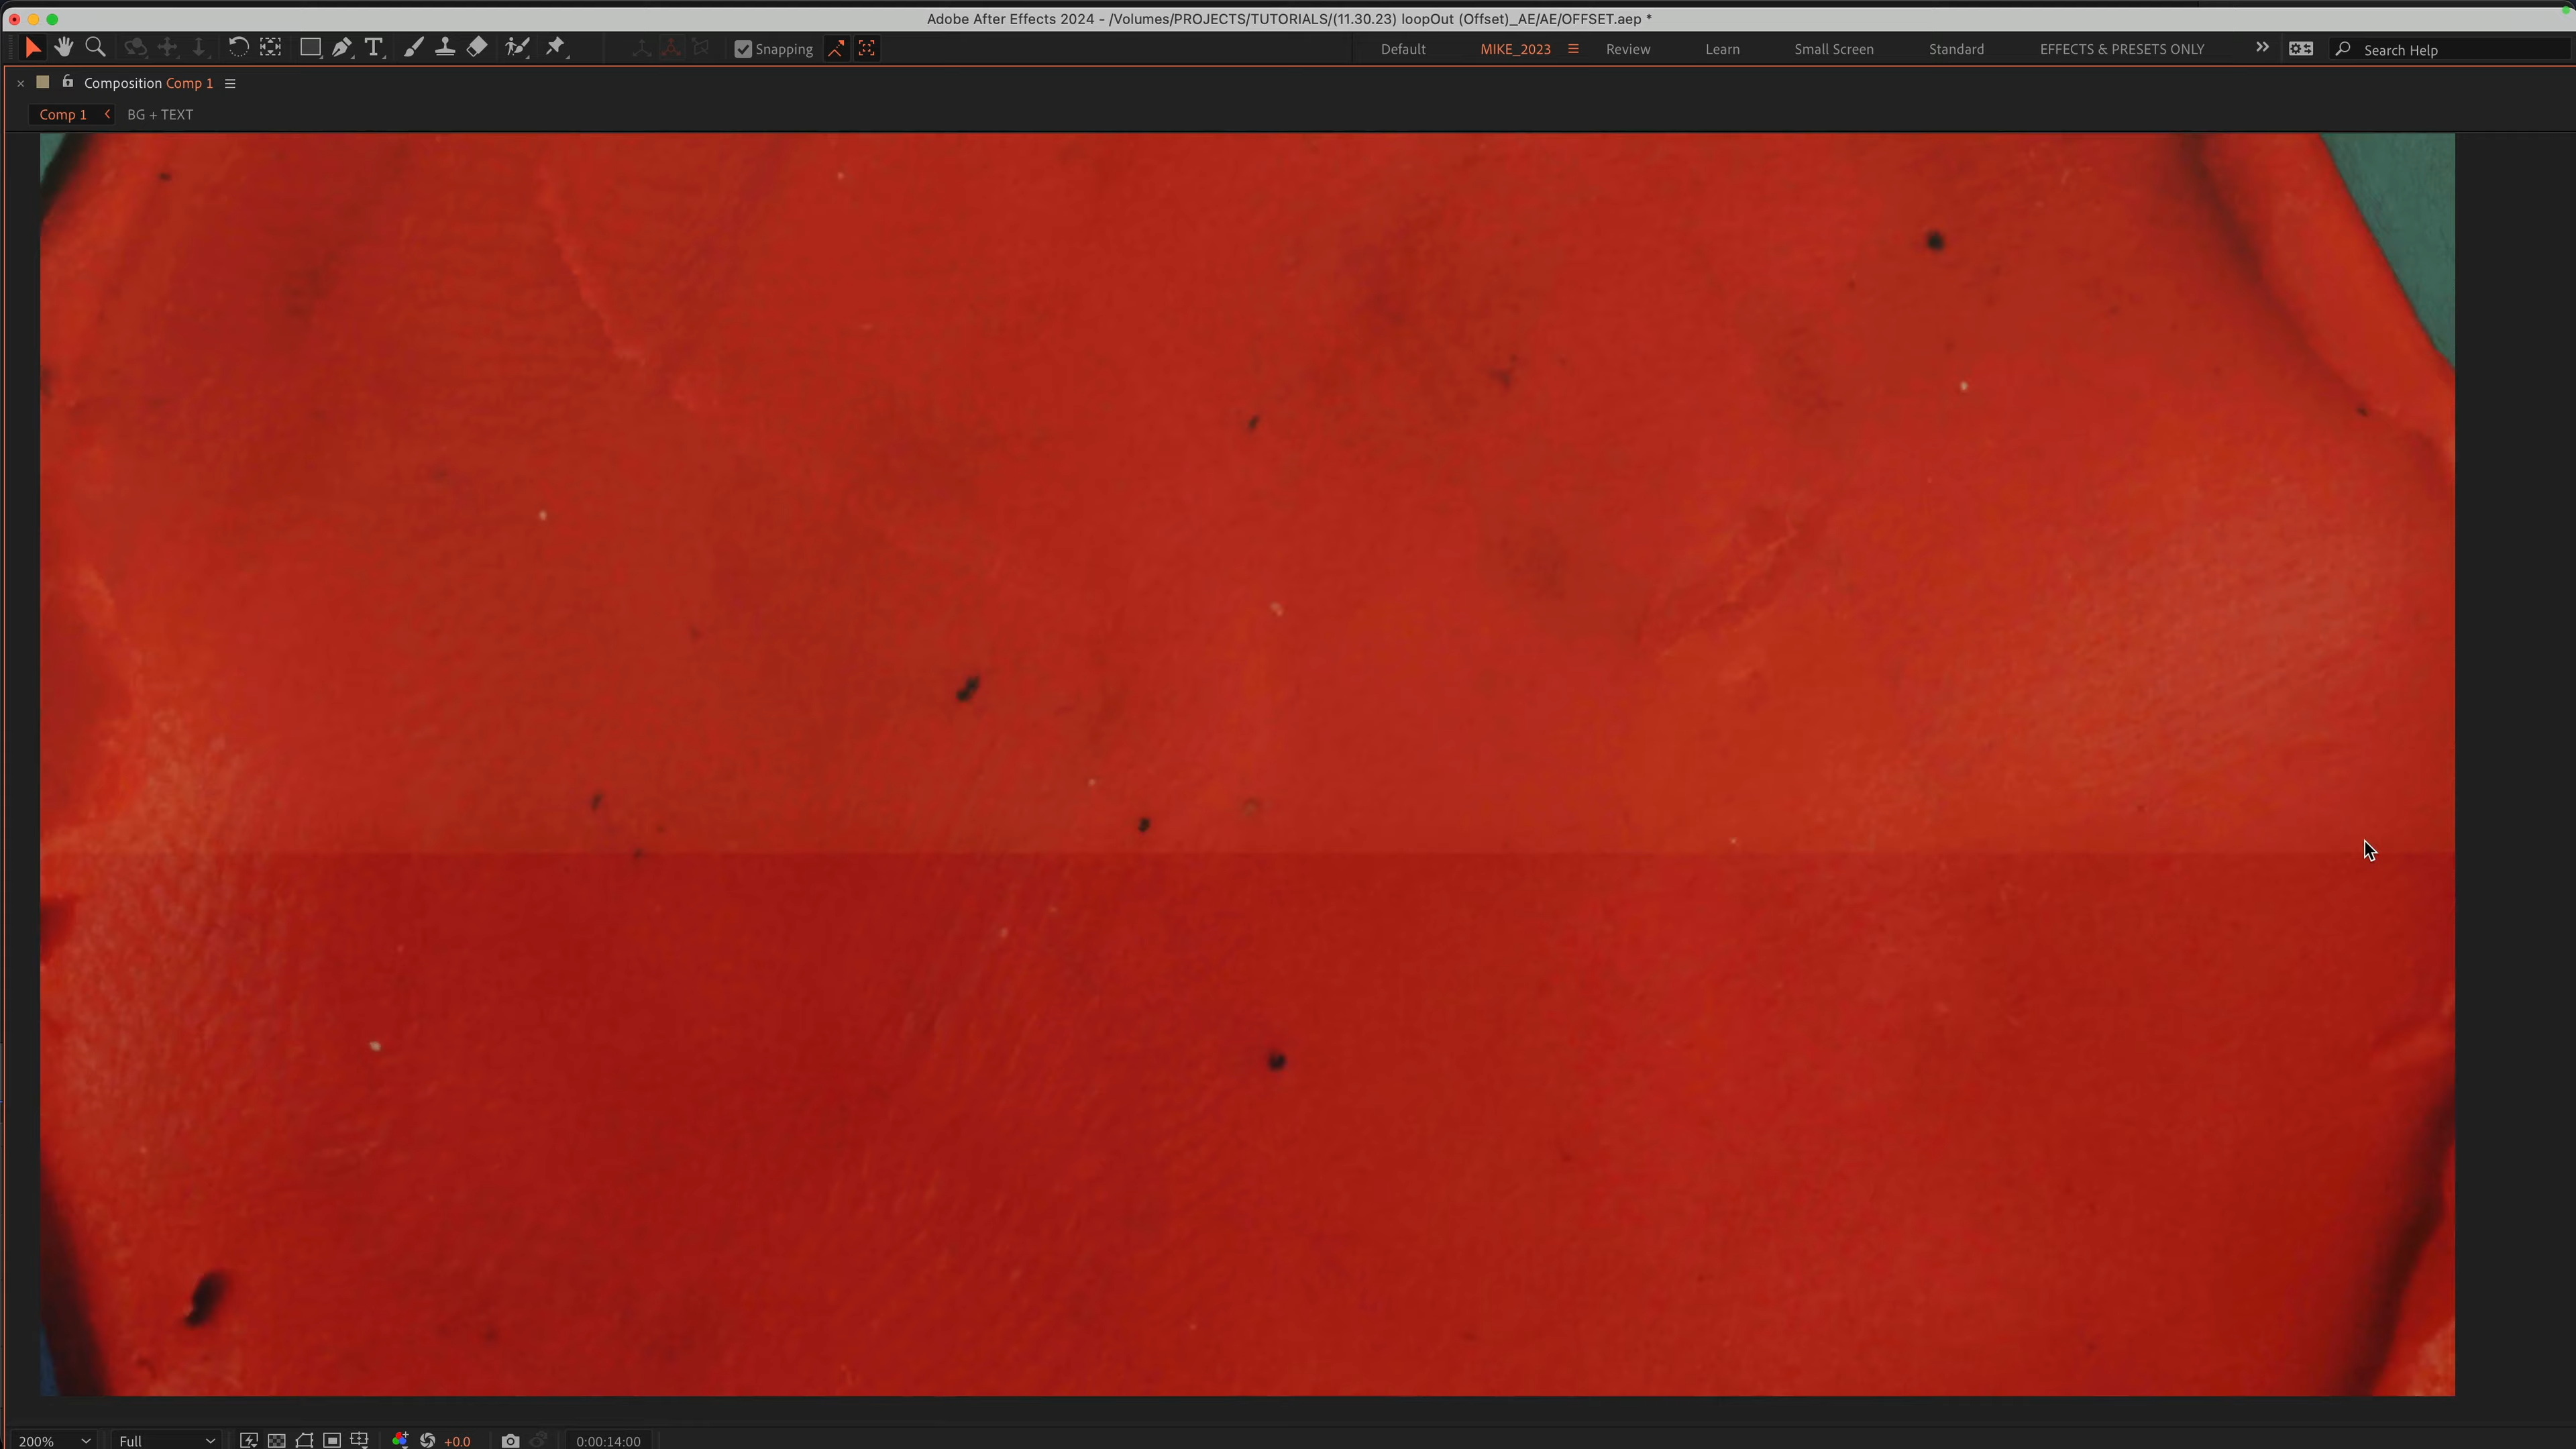 Adobe After Effects 2024 - /Volumes/PROJECTS/TUTORIALS/(11.30.23) loopOut (Offset)_AE/AE/OFFSET.aep *
Snapping Default MIKE_2023 Review Learn Small Screen Standard EFFECTS & PRESETS ONLY Search Help
Composition Comp 1
Comp 1 BG + TEXT
200% Full +0.0 0:00:14:00